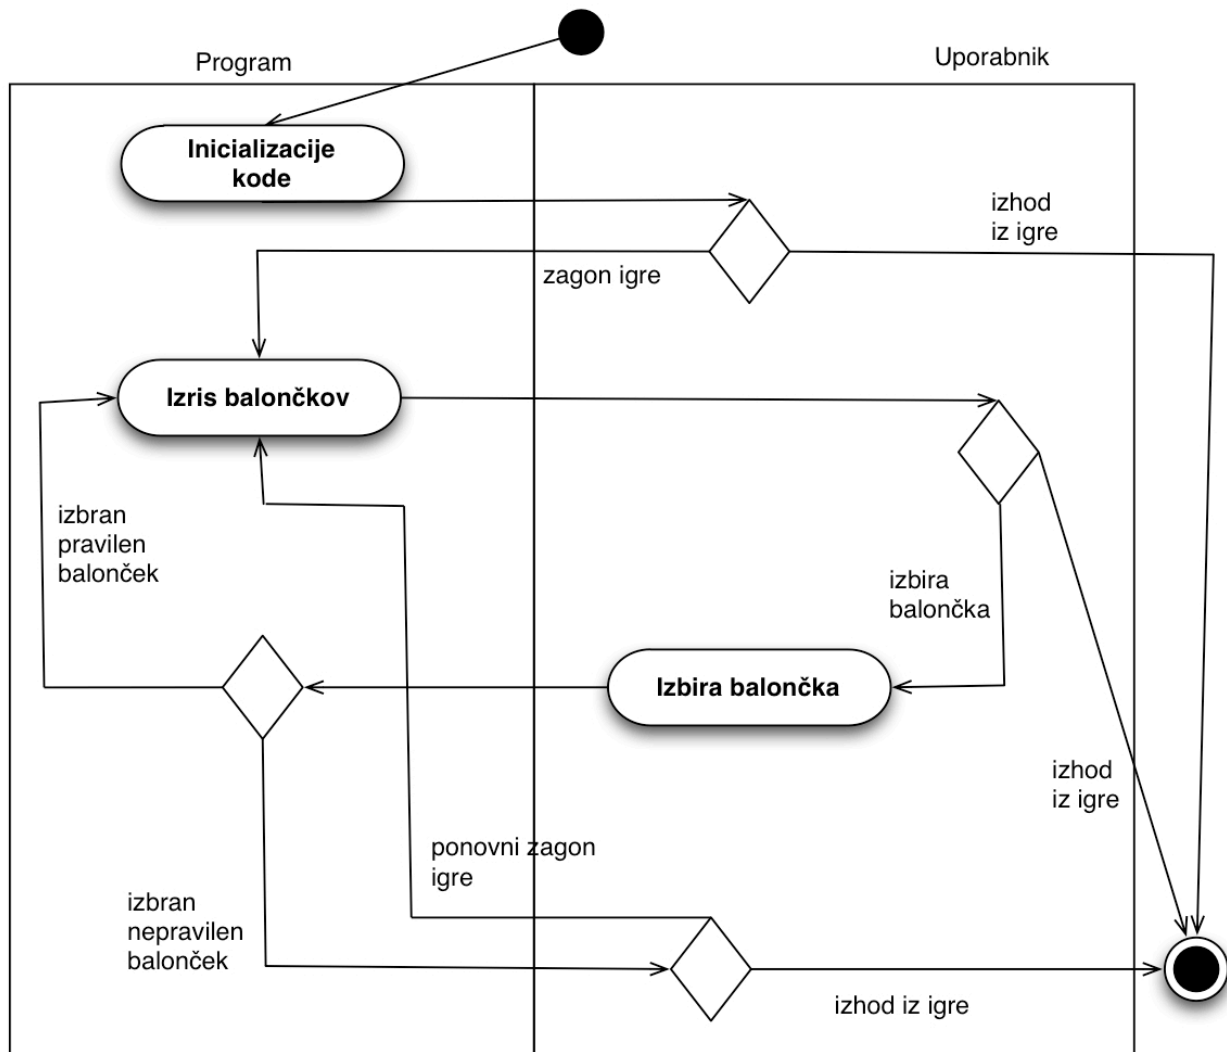 Program
Uporabnik
Inicializacije
kode
izhod
iz igre
zagon igre
Izris balončkov
izbran
pravilen
balonček
izbira
balončka
Izbira balončka
izhod
iz igre
ponovni zagon
igre
izbran
nepravilen
balonček
izhod iz igre